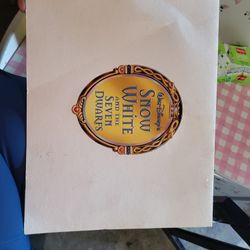 Walt Disney's
SNOW
WHITE
AND THE
SEVEN
DWARFS